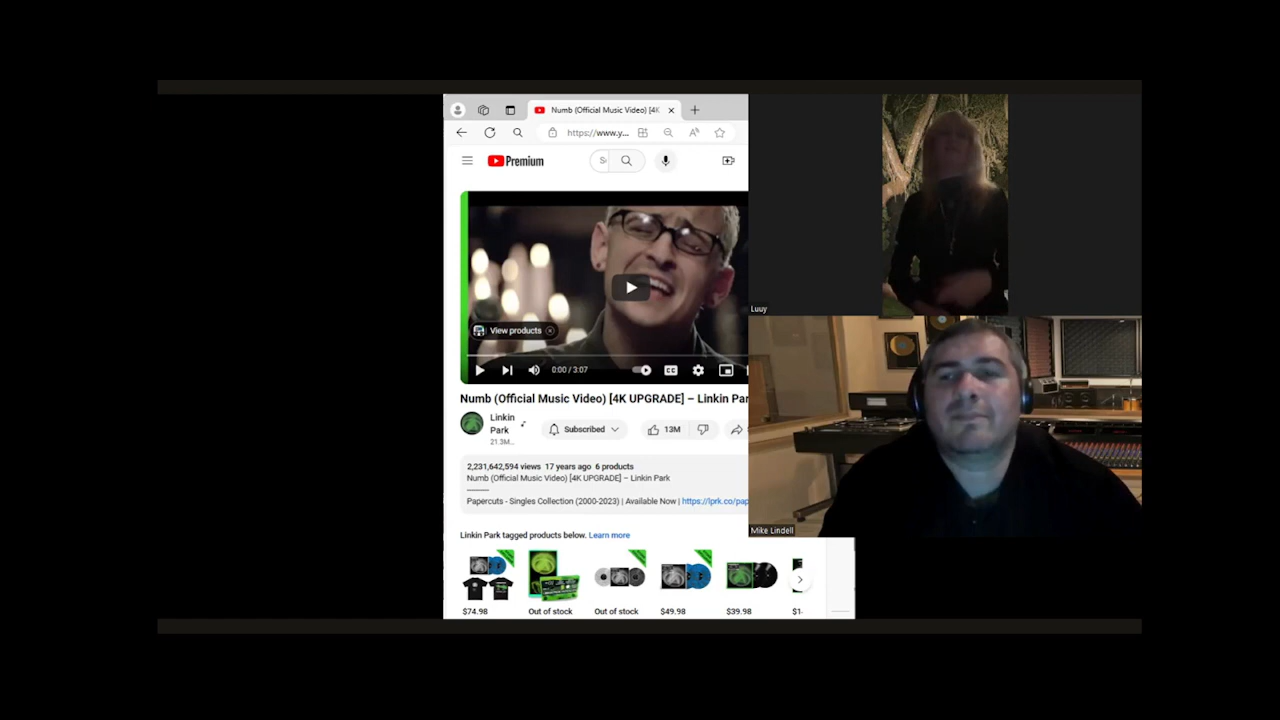 Numb (Official Music Video) [4K
https://www.y...
Premium
View products
0:00 / 3:07
Numb (Official Music Video) [4K UPGRADE] – Linkin Par
Linkin
Park
21.3M...
Subscribed
13M
2,231,642,594 views 17 years ago 6 products
Numb (Official Music Video) [4K UPGRADE] – Linkin Park
Papercuts - Singles Collection (2000-2023) | Available Now | https://lprk.co/pap
Linkin Park tagged products below. Learn more
$74.98
Out of stock
Out of stock
$49.98
$39.98
$1
Luuy
Mike Lindell